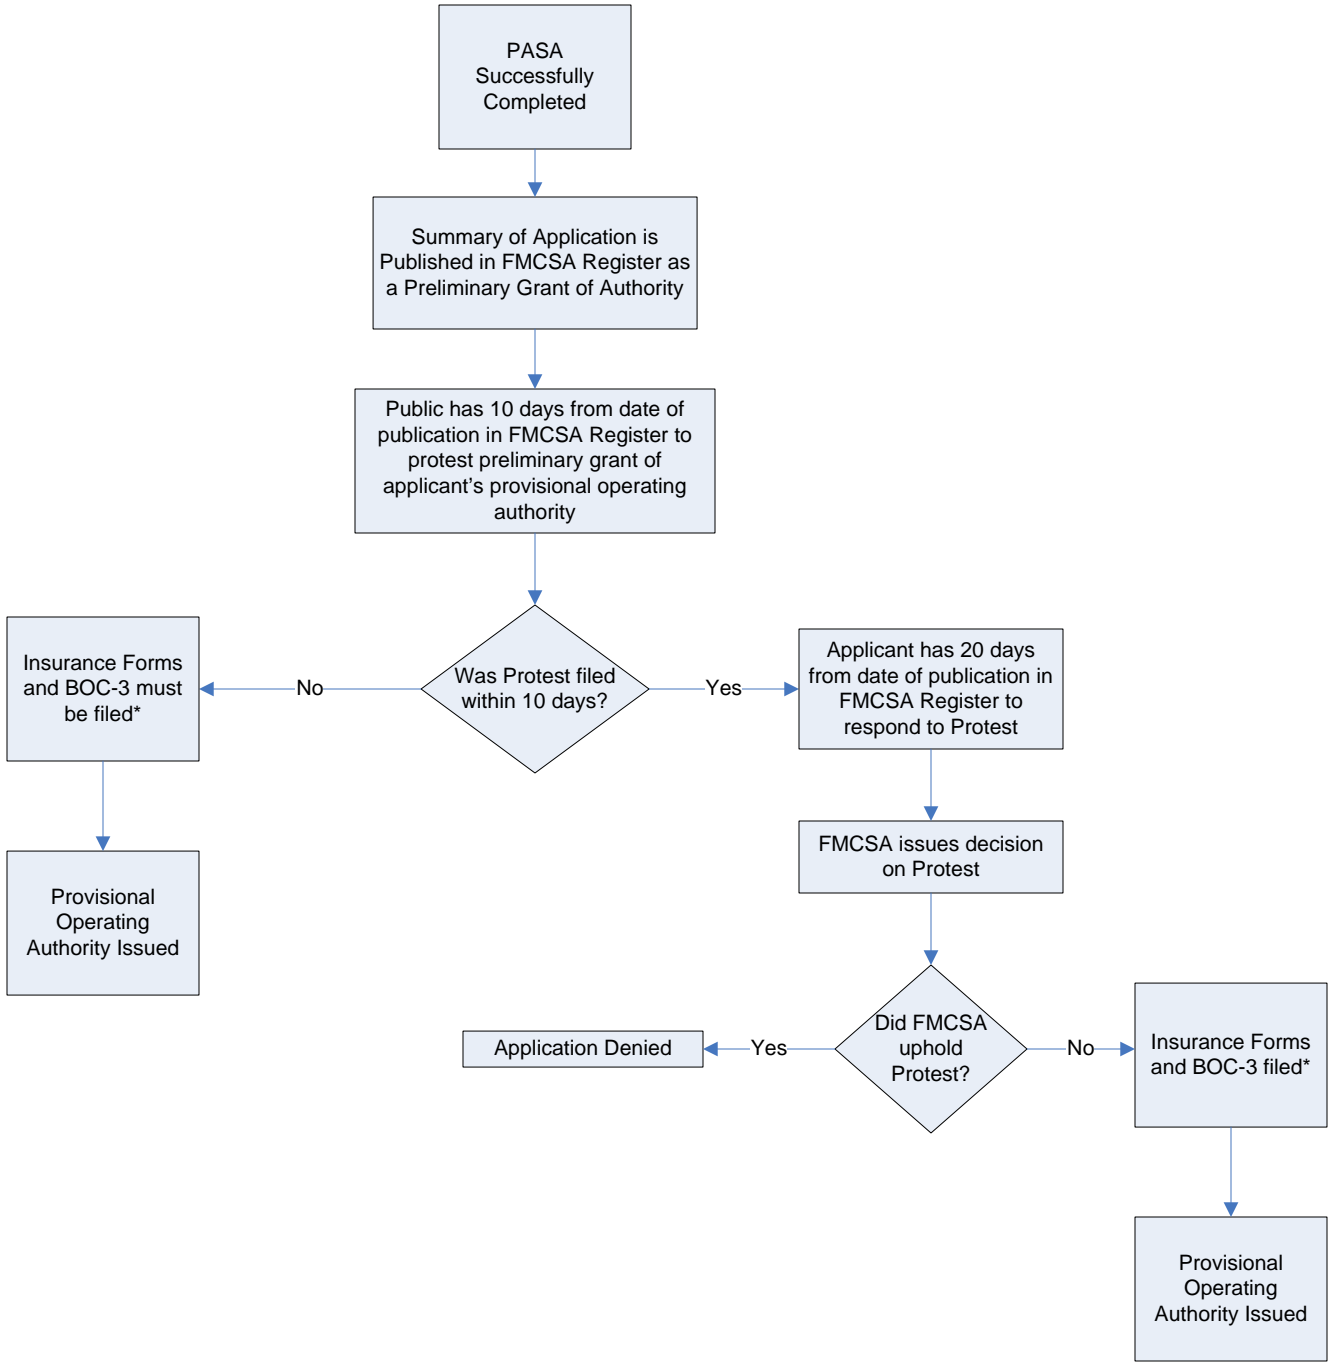 PASA
Successfully
Completed
Summary of Application is
Published in FMCSA Register as
a Preliminary Grant of Authority
Public has 10 days from date of
publication in FMCSA Register to
protest preliminary grant of
applicant’s provisional operating
authority
Was Protest filed
within 10 days?
No
Insurance Forms
and BOC-3 must
be filed*
Provisional
Operating
Authority Issued
Yes
Applicant has 20 days
from date of publication in
FMCSA Register to
respond to Protest
FMCSA issues decision
on Protest
Did FMCSA
uphold
Protest?
Yes
Application Denied
No
Insurance Forms
and BOC-3 filed*
Provisional
Operating
Authority Issued